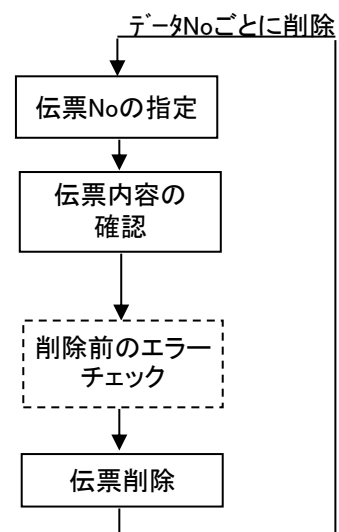 ﾃﾞｰﾀNoごとに削除
伝票Noの指定
伝票内容の
確認
削除前のエラー
チェック
伝票削除